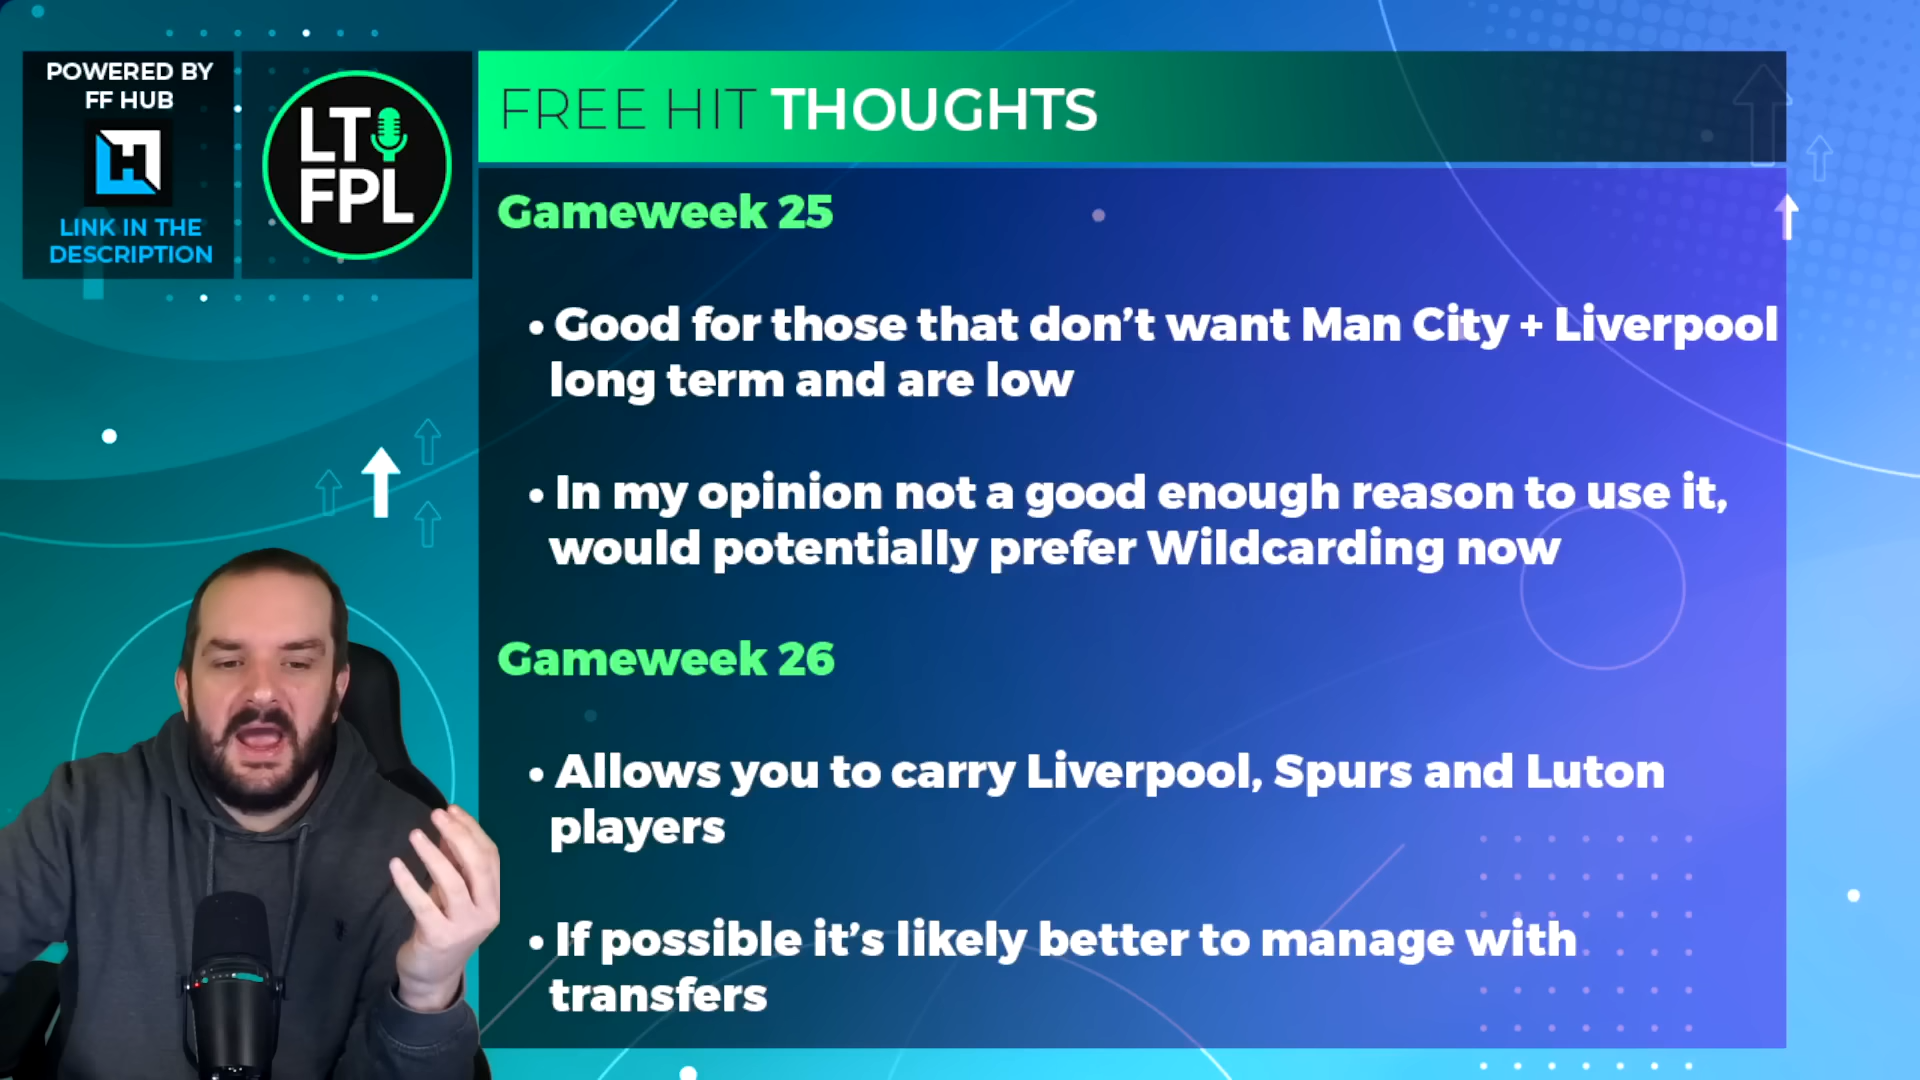 POWERED BY
FF HUB
LINK IN THE
DESCRIPTION
LT
FPL
FREE HIT THOUGHTS
Gameweek 25
• Good for those that don’t want Man City + Liverpool
long term and are low
• In my opinion not a good enough reason to use it,
would potentially prefer Wildcarding now
Gameweek 26
• Allows you to carry Liverpool, Spurs and Luton
players
• If possible it’s likely better to manage with
transfers